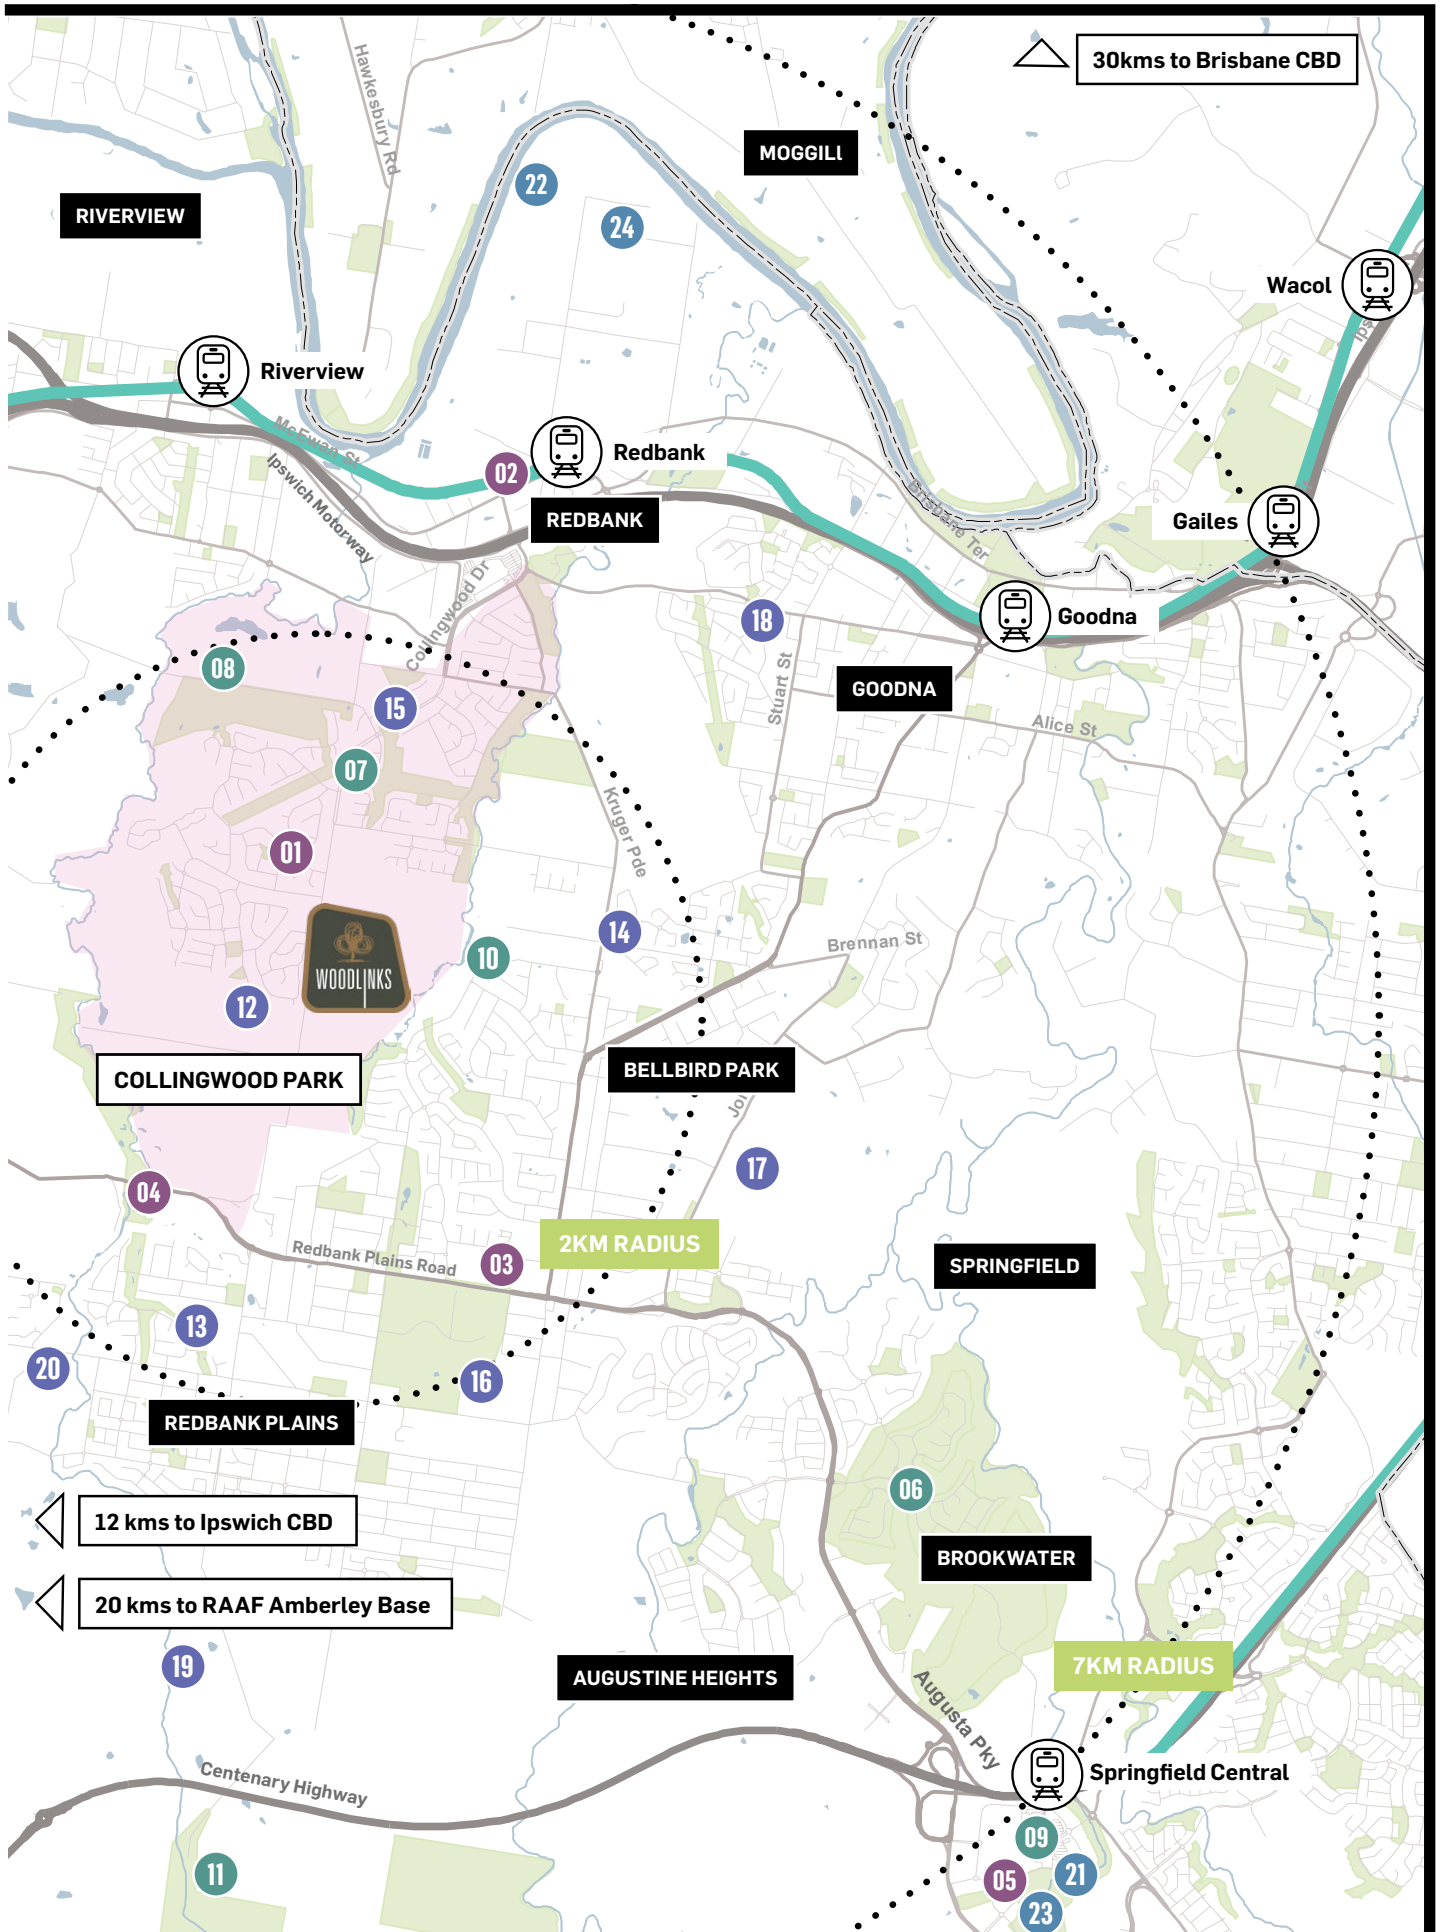 30kms to Brisbane CBD
Hawkesbury Rd
MOGGILl
22
RIVERVIEW
24
Wacol
Ips
Riverview
McEwan St
Redbank
02
Ipswich Motorway
REDBANK
Brisbane Ter
Gailes
Collingwood Dr
18
Goodna
08
Stuart St
GOODNA
15
Alice St
07
Kruger Pde
01
14
Brennan St
10
WOODLINKS
12
COLLINGWOOD PARK
BELLBIRD PARK
Jo
17
04
2KM RADIUS
Redbank Plains Road
03
SPRINGFIELD
13
20
16
REDBANK PLAINS
06
12 kms to Ipswich CBD
BROOKWATER
20 kms to RAAF Amberley Base
19
7KM RADIUS
AUGUSTINE HEIGHTS
Augusta Pky
Centenary Highway
Springfield Central
09
11
05
21
23